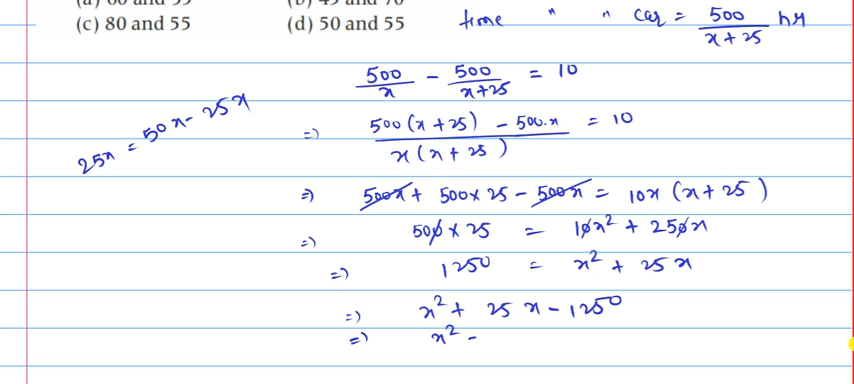 (c) 80 and 55
(d) 50 and 55
time " " car = 500/(x+25) hr
500/x - 500/(x+25) = 10
25x = 50x - 25x
=> (500(x+25) - 500.x)/(x(x+25)) = 10
=> 500x + 500×25 - 500x = 10x(x+25)
=> 500×25 = 10x² + 250x
=> 1250 = x² + 25x
=> x² + 25x - 1250
=> x² -